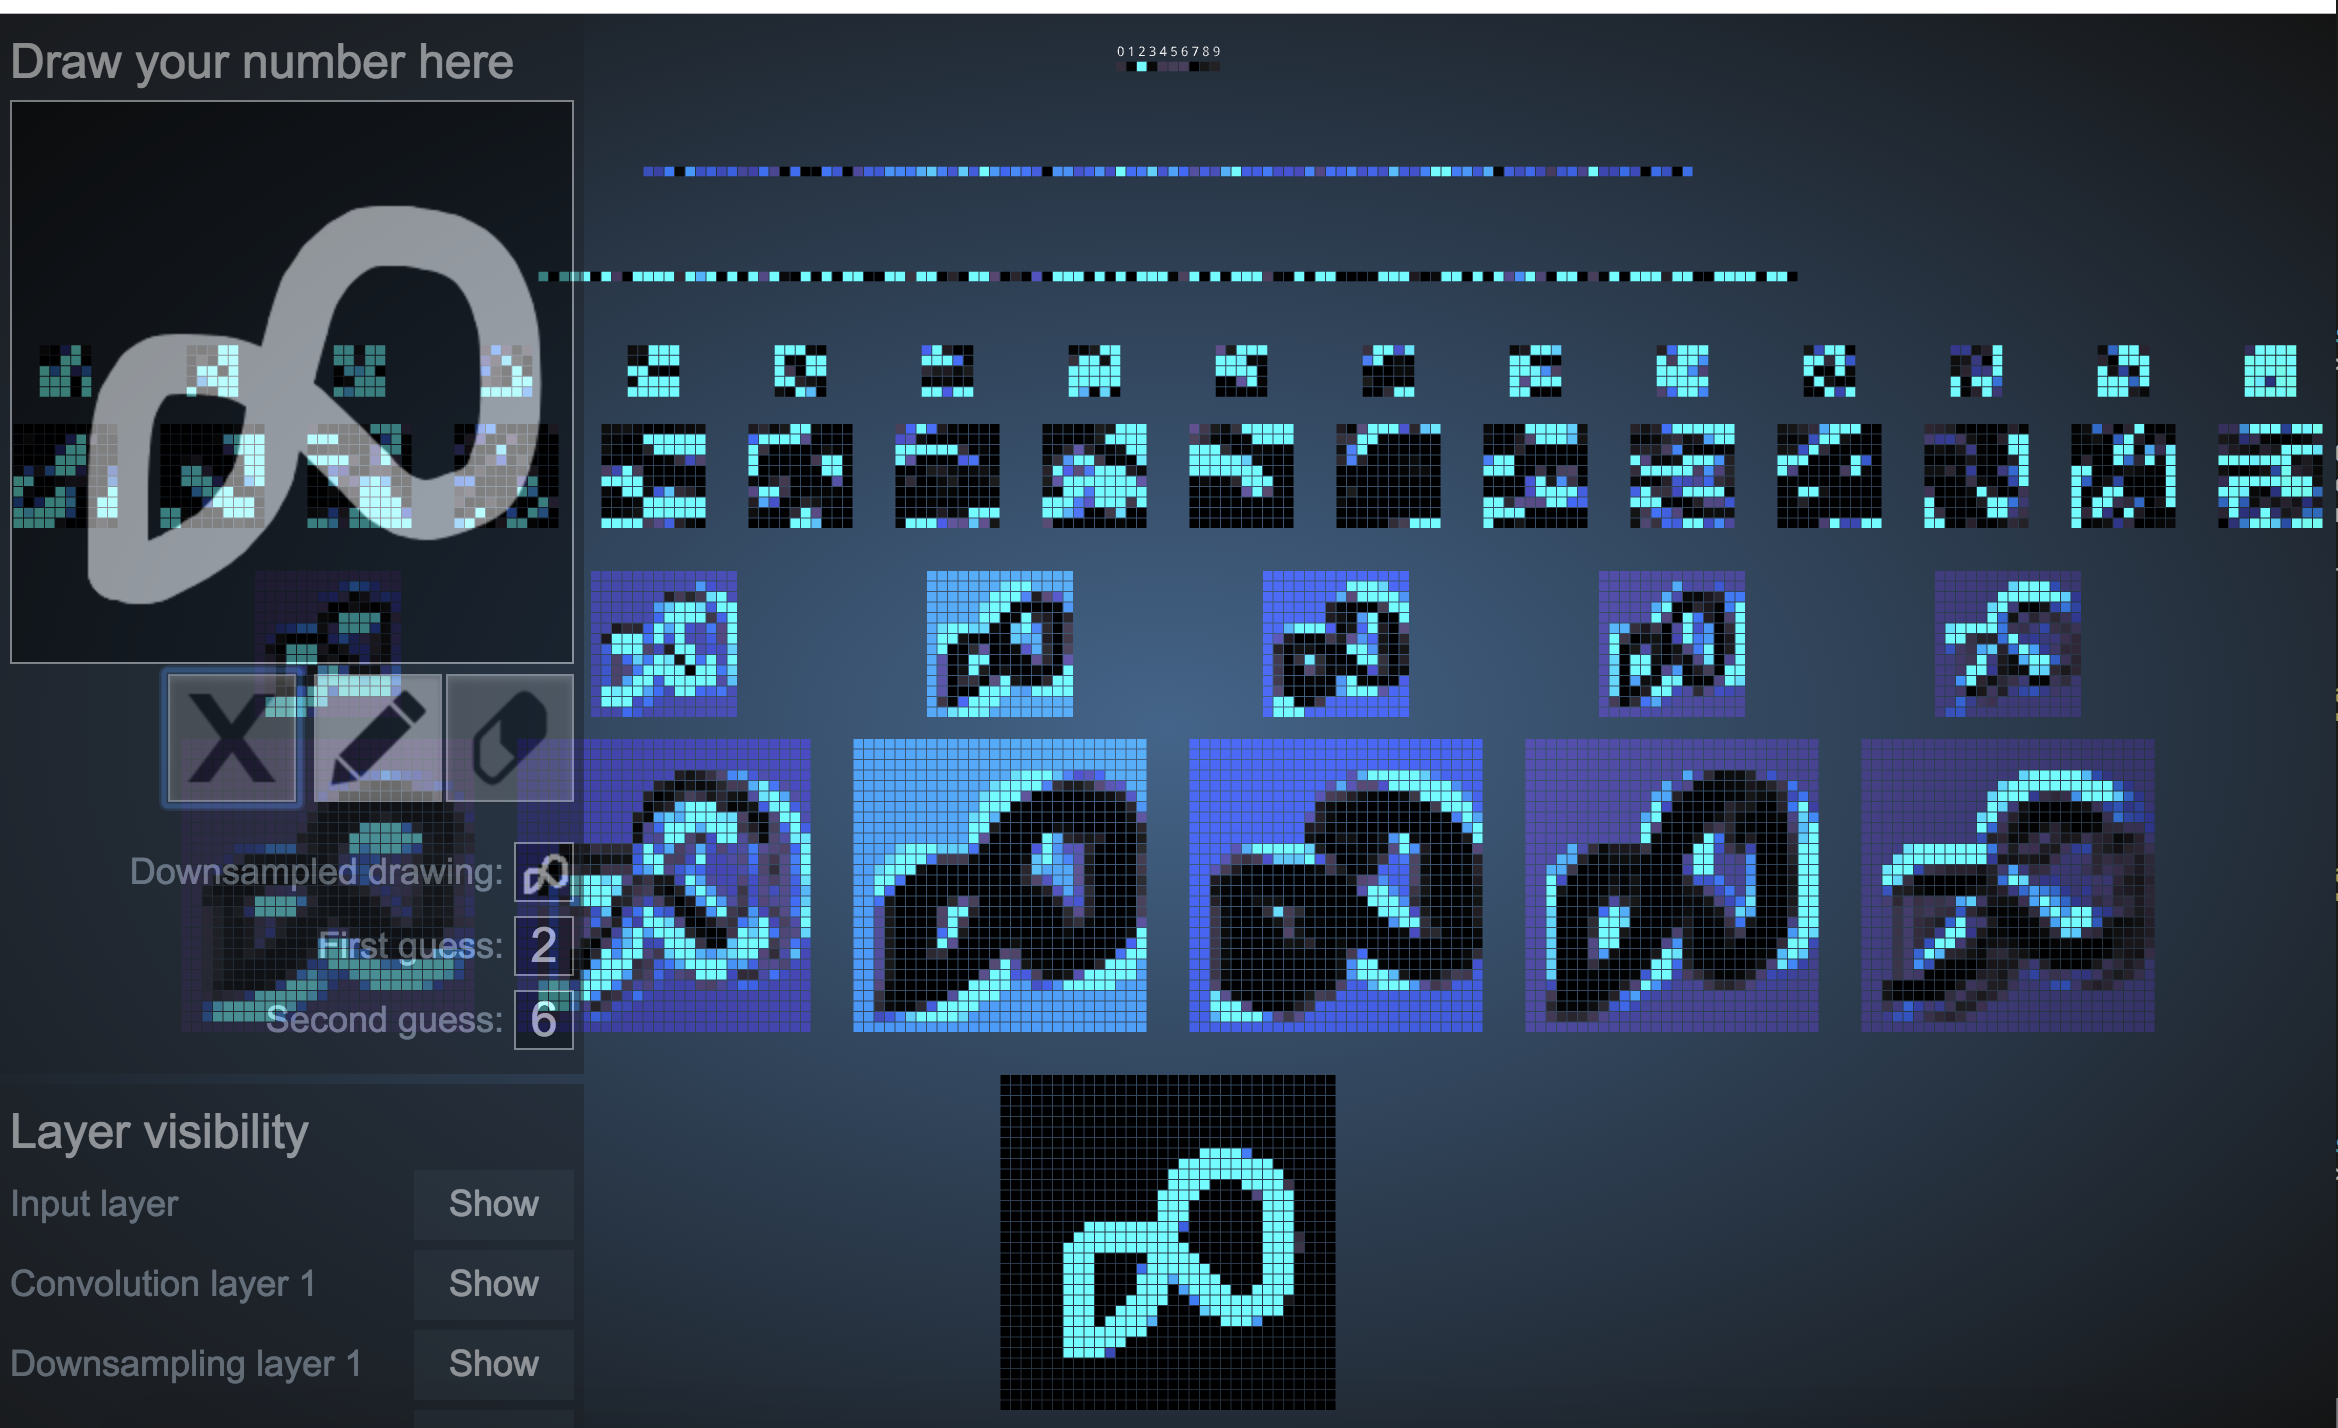 Draw your number here
0 1 2 3 4 5 6 7 8 9
X
Downsampled drawing:
First guess: 2
Second guess: 6
Layer visibility
Input layer Show
Convolution layer 1 Show
Downsampling layer 1 Show